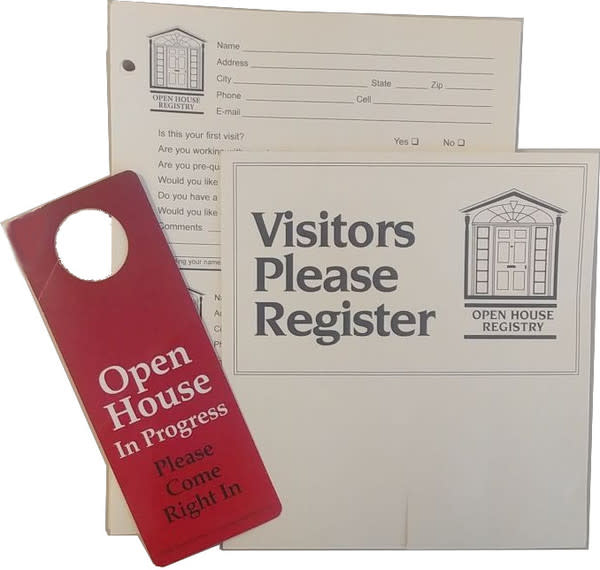 Name
Address
City State Zip
Phone Cell
E-mail
OPEN HOUSE
REGISTRY
Is this your first visit? Yes No
Are you working
Are you pre-qu
Would you like
Do you have a
Would you like
Comments
your name
Visitors
Please
Register
OPEN HOUSE
REGISTRY
Open
House
In Progress
Please
Come
Right In